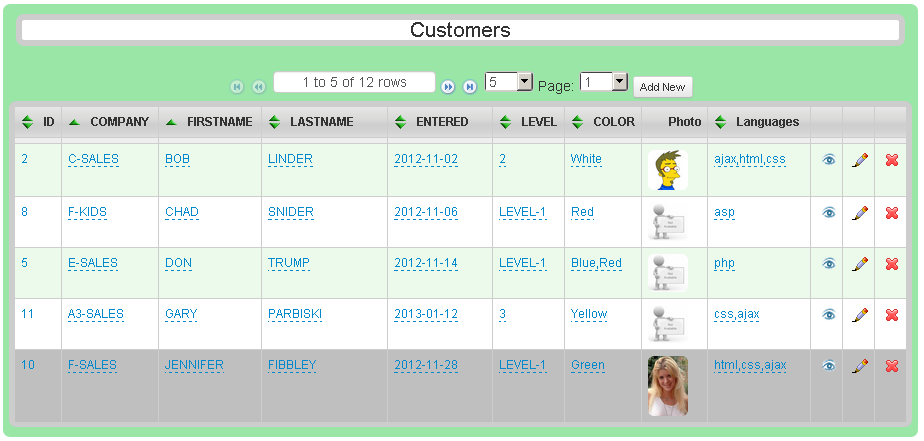 Customers
1 to 5 of 12 rows 5 Page: 1 Add New
ID COMPANY FIRSTNAME LASTNAME ENTERED LEVEL COLOR Photo Languages
2 C-SALES BOB LINDER 2012-11-02 2 White ajax,html,css
8 F-KIDS CHAD SNIDER 2012-11-06 LEVEL-1 Red asp
5 E-SALES DON TRUMP 2012-11-14 LEVEL-1 Blue,Red php
11 A3-SALES GARY PARBISKI 2013-01-12 3 Yellow css,ajax
10 F-SALES JENNIFER FIBBLEY 2012-11-28 LEVEL-1 Green html,css,ajax